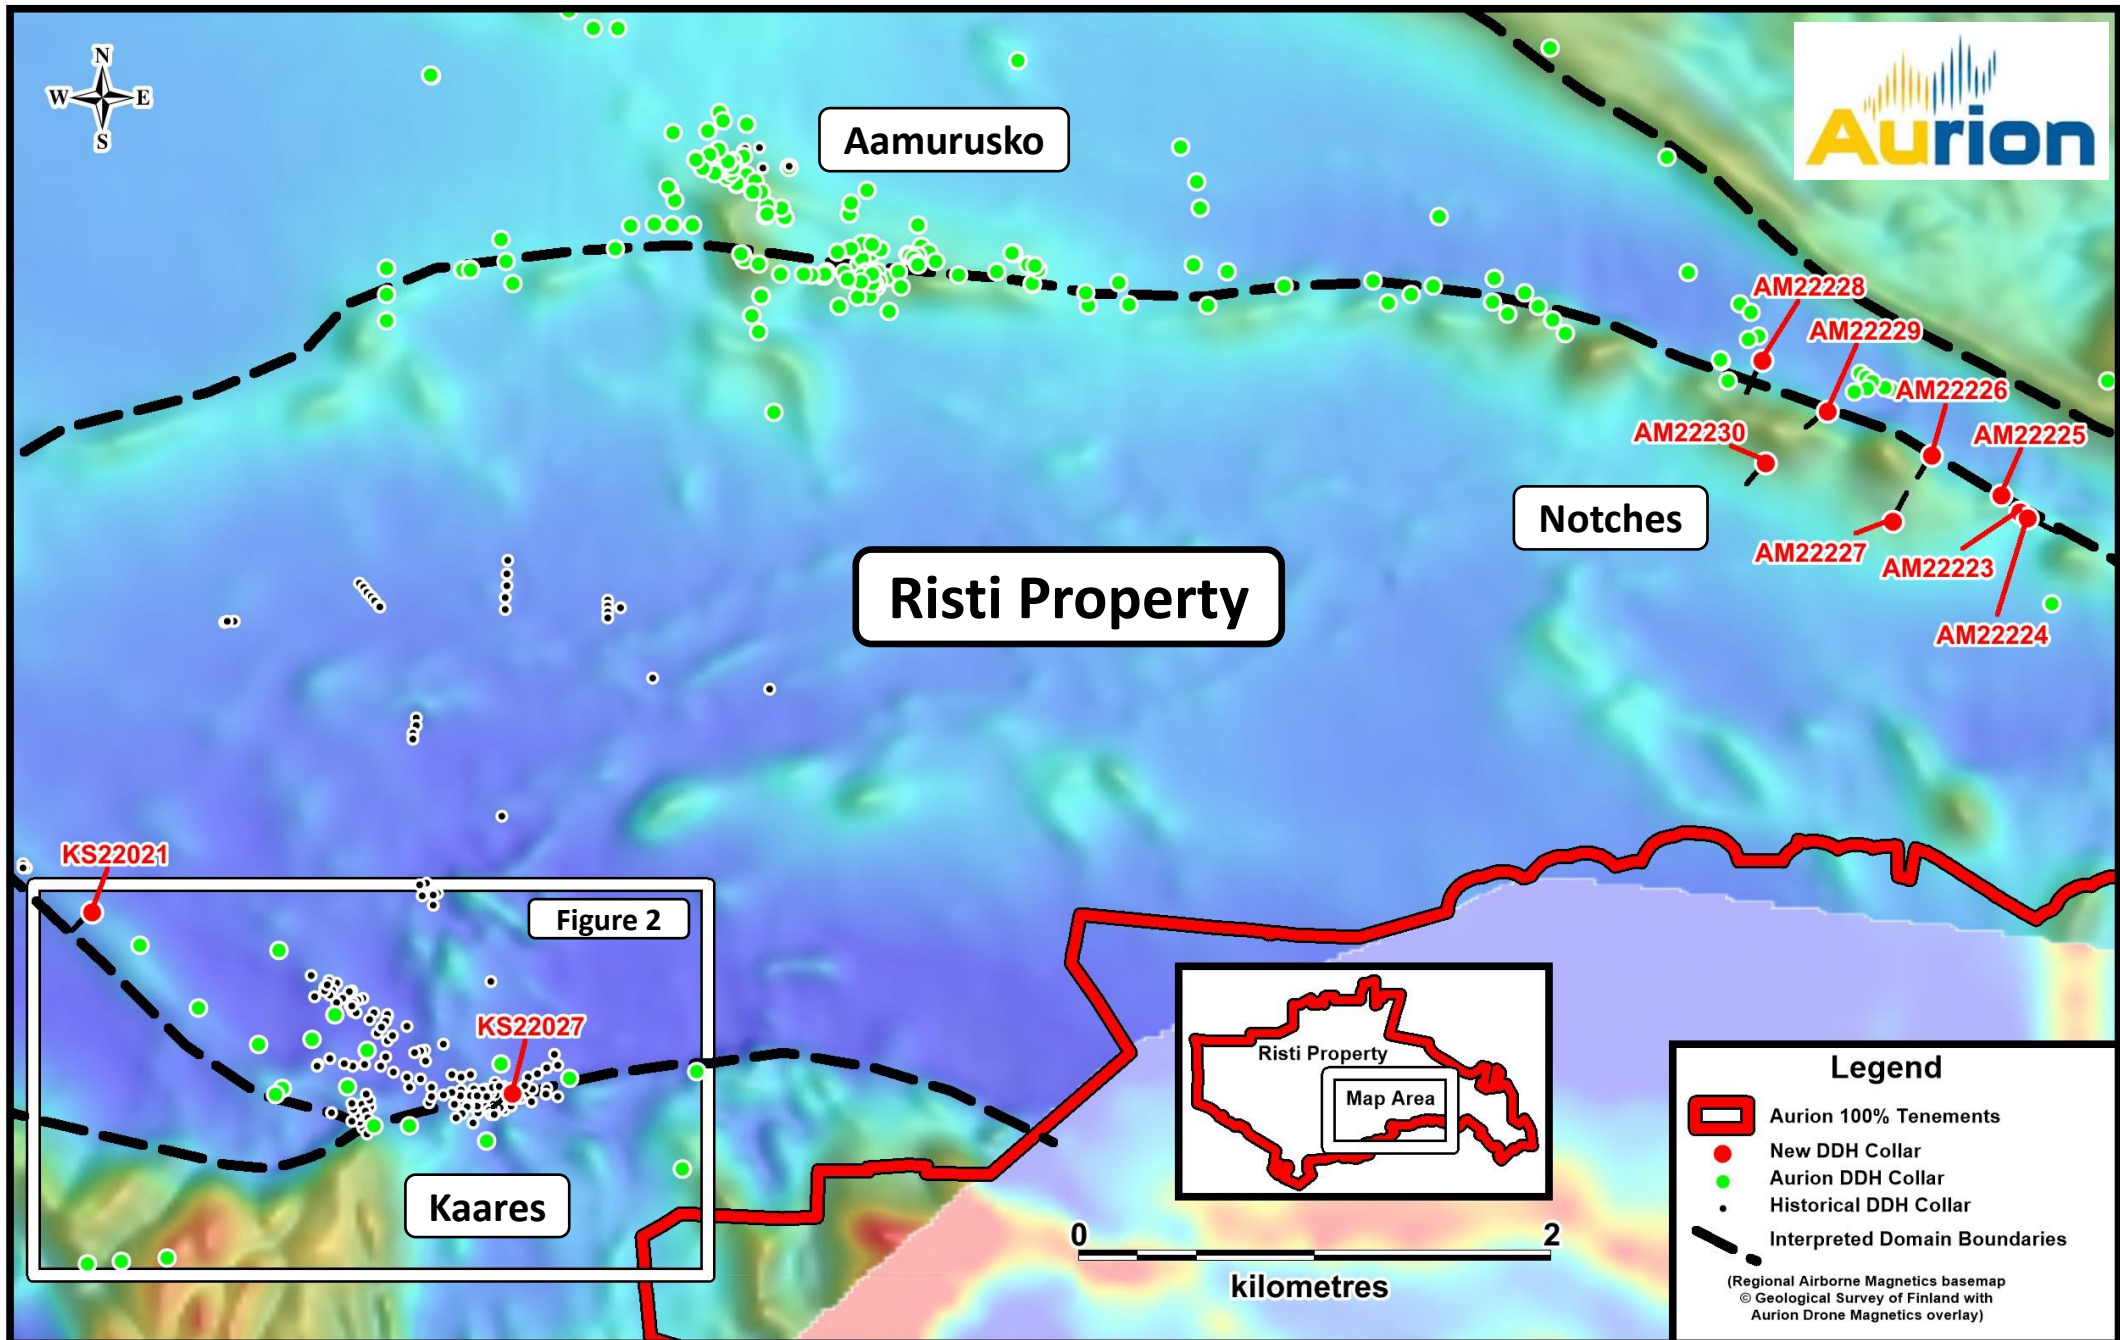 N
W E
S
Aamurusko
Aurion
AM22228
AM22229
AM22226
AM22230
AM22225
Notches
AM22227
AM22223
AM22224
Risti Property
KS22021
Figure 2
KS22027
Kaares
Risti Property
Map Area
0 2
kilometres
Legend
Aurion 100% Tenements
New DDH Collar
Aurion DDH Collar
Historical DDH Collar
Interpreted Domain Boundaries
(Regional Airborne Magnetics basemap
© Geological Survey of Finland with
Aurion Drone Magnetics overlay)